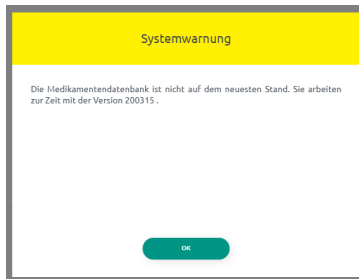 Systemwarnung
Die Medikamentendatenbank ist nicht auf dem neuesten Stand. Sie arbeiten
zur Zeit mit der Version 200315 .
OK